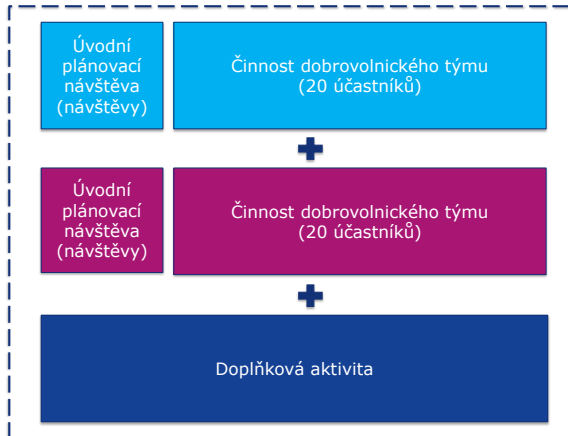 Úvodní
plánovací
návštěva
(návštěvy)
Činnost dobrovolnického týmu
(20 účastníků)
Úvodní
plánovací
návštěva
(návštěvy)
Činnost dobrovolnického týmu
(20 účastníků)
Doplňková aktivita